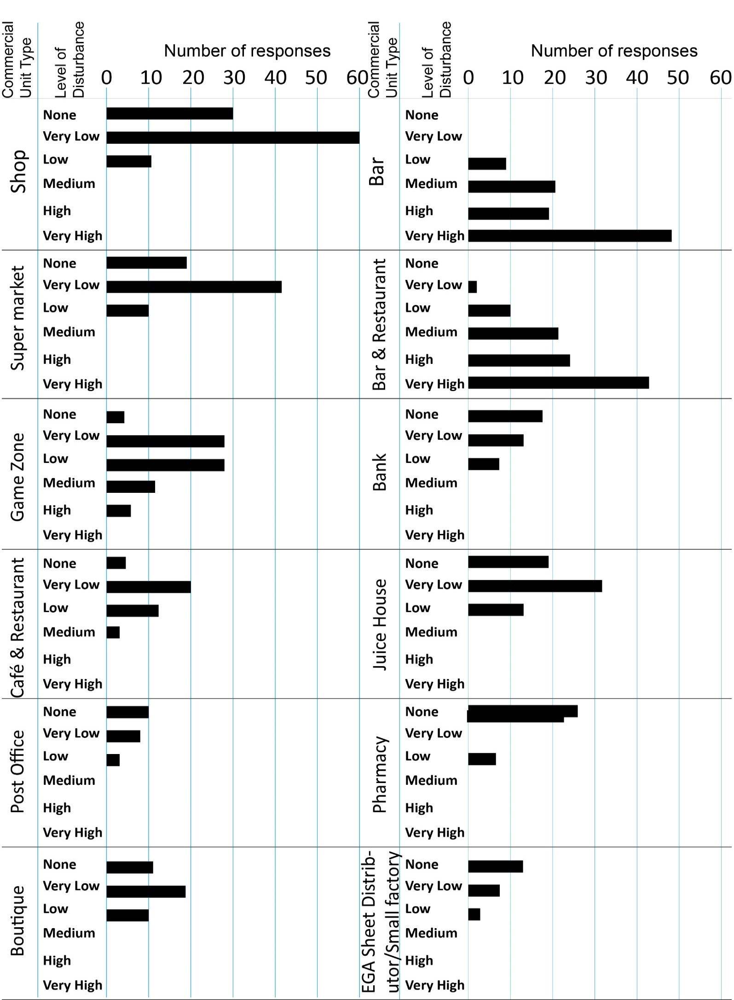 Commercial
Unit Type
Level of
Disturbance
Number of responses
0 10 20 30 40 50 60
Commercial
Unit Type
Level of
Disturbance
Number of responses
0 10 20 30 40 50 60
Shop
None
Very Low
Low
Medium
High
Very High
Bar
None
Very Low
Low
Medium
High
Very High
Super market
None
Very Low
Low
Medium
High
Very High
Bar & Restaurant
None
Very Low
Low
Medium
High
Very High
Game Zone
None
Very Low
Low
Medium
High
Very High
Bank
None
Very Low
Low
Medium
High
Very High
Café & Restaurant
None
Very Low
Low
Medium
High
Very High
Juice House
None
Very Low
Low
Medium
High
Very High
Post Office
None
Very Low
Low
Medium
High
Very High
Pharmacy
None
Very Low
Low
Medium
High
Very High
Boutique
None
Very Low
Low
Medium
High
Very High
EGA Sheet Distrib-
utor/Small factory
None
Very Low
Low
Medium
High
Very High